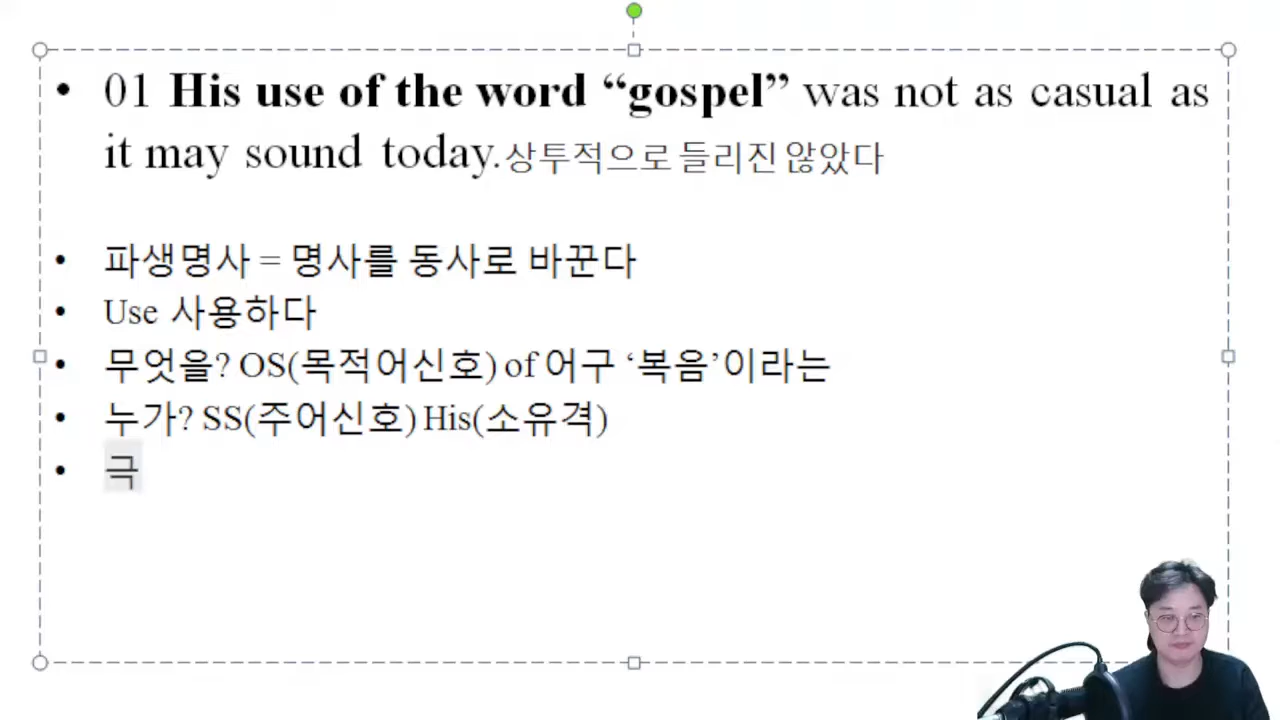 • 01 His use of the word “gospel” was not as casual as
it may sound today.상투적으로 들리진 않았다
• 파생명사 = 명사를 동사로 바꾼다
• Use 사용하다
• 무엇을? OS(목적어신호) of 어구 ‘복음’이라는
• 누가? SS(주어신호) His(소유격)
• 극